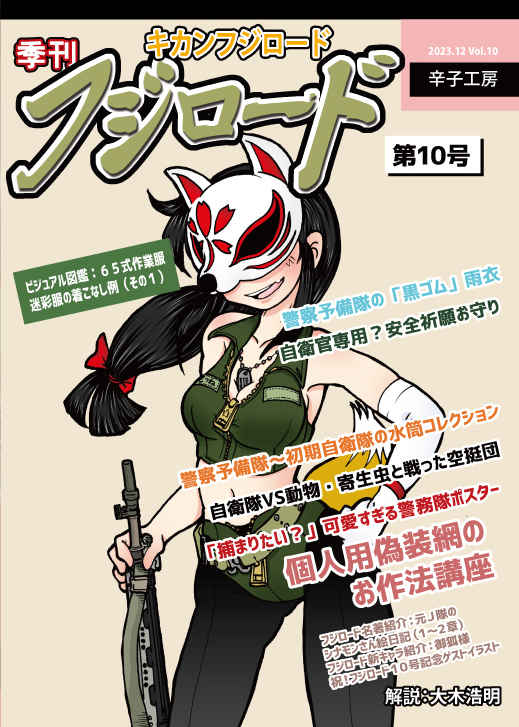 季刊
キカンフジロード
フジロード
2023.12 Vol.10
辛子工房
第10号
ビジュアル図鑑：６５式作業服
迷彩服の着こなし例（その１）
警察予備隊の「黒ゴム」雨衣
自衛官専用？安全祈願お守り
警察予備隊～初期自衛隊の水筒コレクション
自衛隊VS動物・寄生虫と戦った空挺団
「捕まりたい？」可愛すぎる警務隊ポスター
個人用偽装網の
お作法講座
フジロード名著紹介：元Ｊ隊の
シナモンさん絵日記（１～２章）
フジロード新キャラ紹介：御狐様
祝！フジロード１０号記念ゲストイラスト
解説：大木浩明